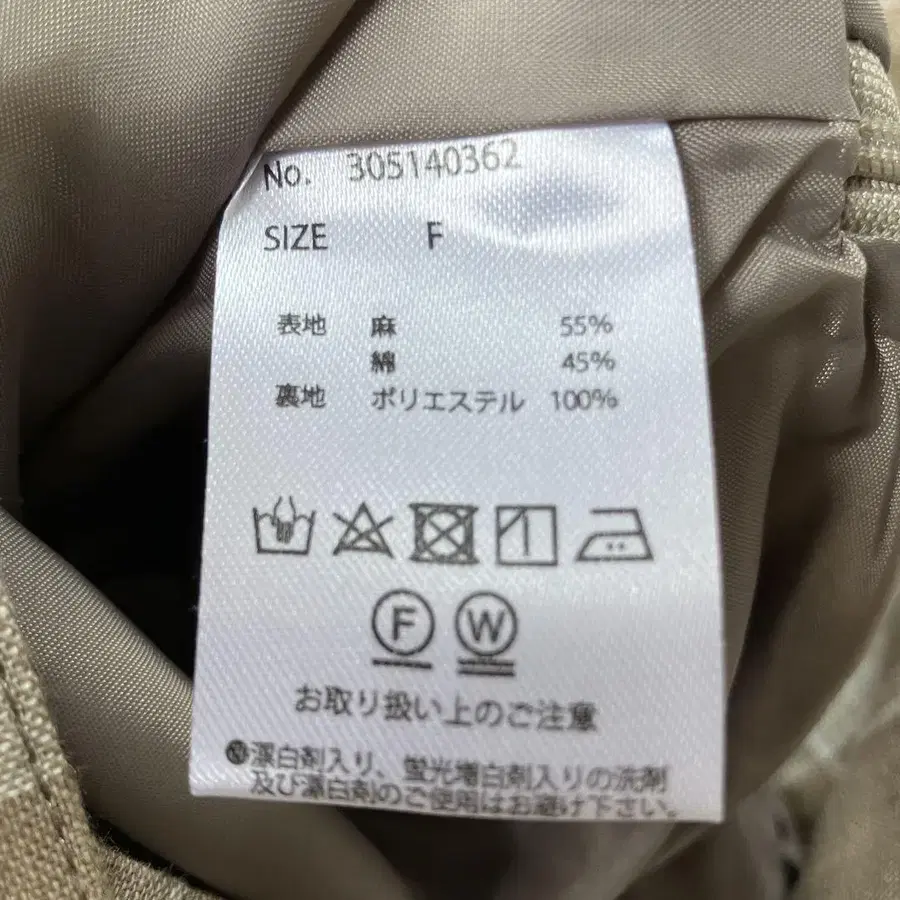 No. 305140362
SIZE F
表地 麻 55%
綿 45%
裏地 ポリエステル 100%
F W
お取り扱い上のご注意
漂白剤入り、蛍光増白剤入りの洗剤
及び漂白剤のご使用はお避け下さい。